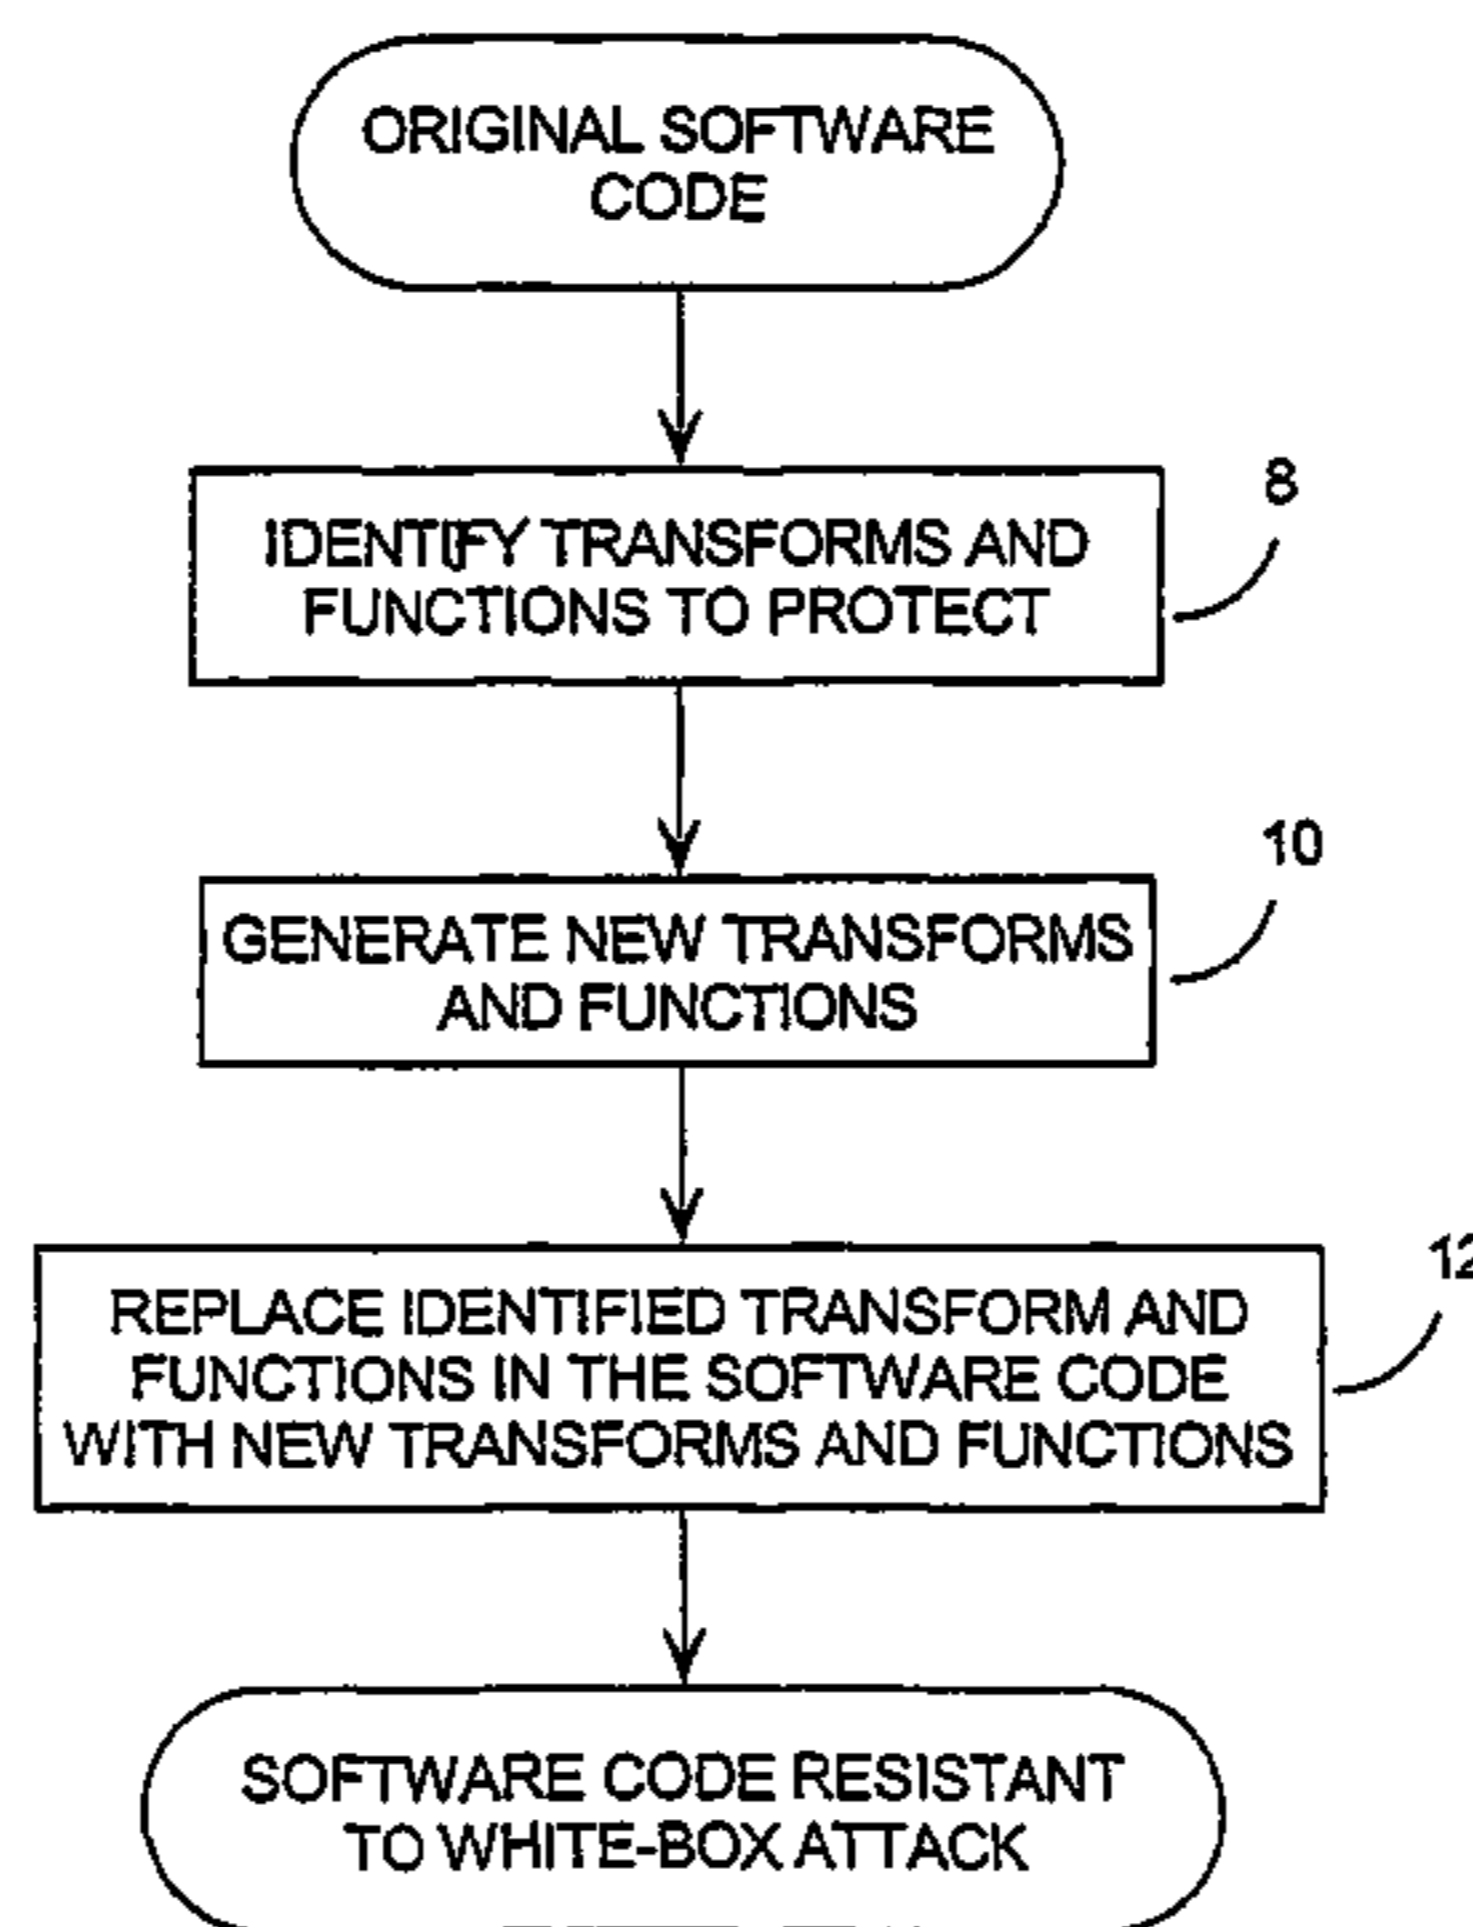 ORIGINAL SOFTWARE
CODE
8
IDENTIFY TRANSFORMS AND
FUNCTIONS TO PROTECT
10
GENERATE NEW TRANSFORMS
AND FUNCTIONS
12
REPLACE IDENTIFIED TRANSFORM AND
FUNCTIONS IN THE SOFTWARE CODE
WITH NEW TRANSFORMS AND FUNCTIONS
SOFTWARE CODE RESISTANT
TO WHITE-BOX ATTACK